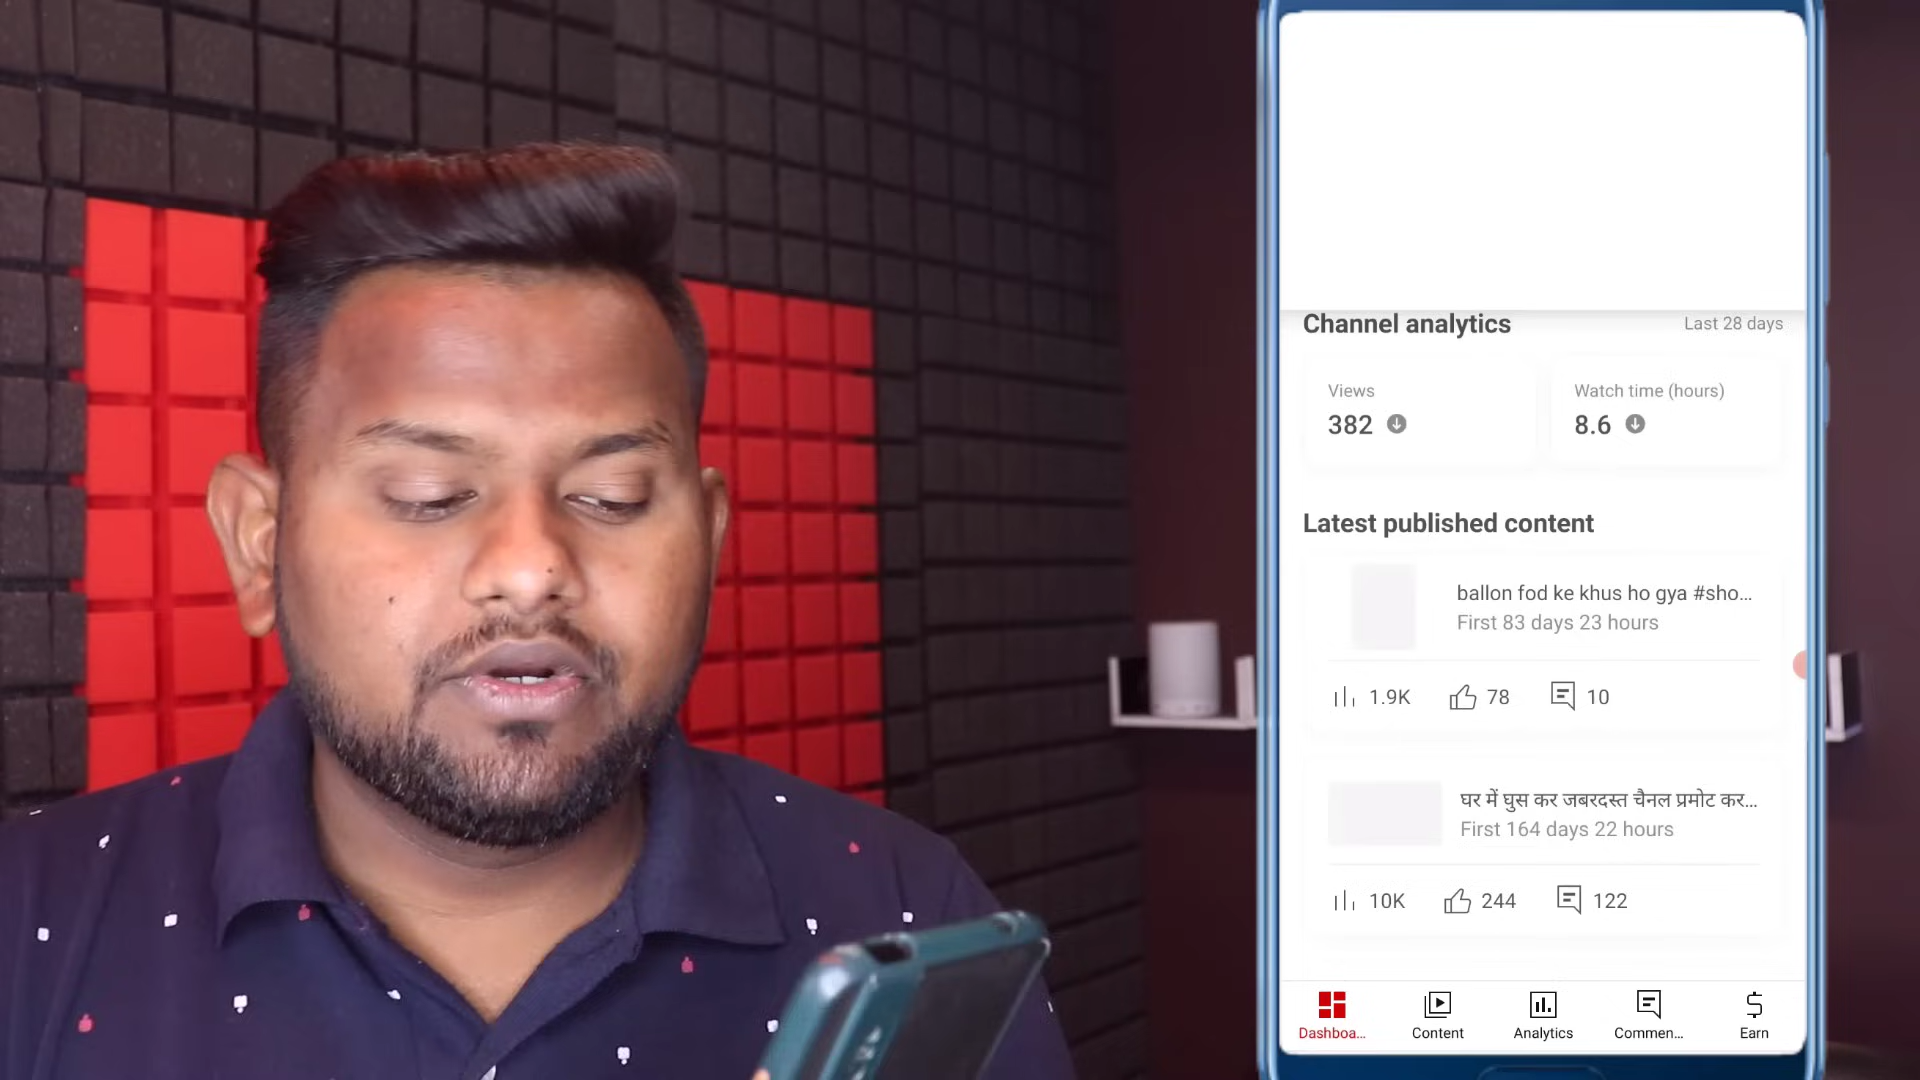 Channel analytics
Last 28 days
Views
Watch time (hours)
382
8.6
Latest published content
ballon fod ke khus ho gya #sho...
First 83 days 23 hours
1.9K
78
10
घर में घुस कर जबरदस्त चैनल प्रमोट कर...
First 164 days 22 hours
10K
244
122
Dashboa...
Content
Analytics
Commen...
Earn